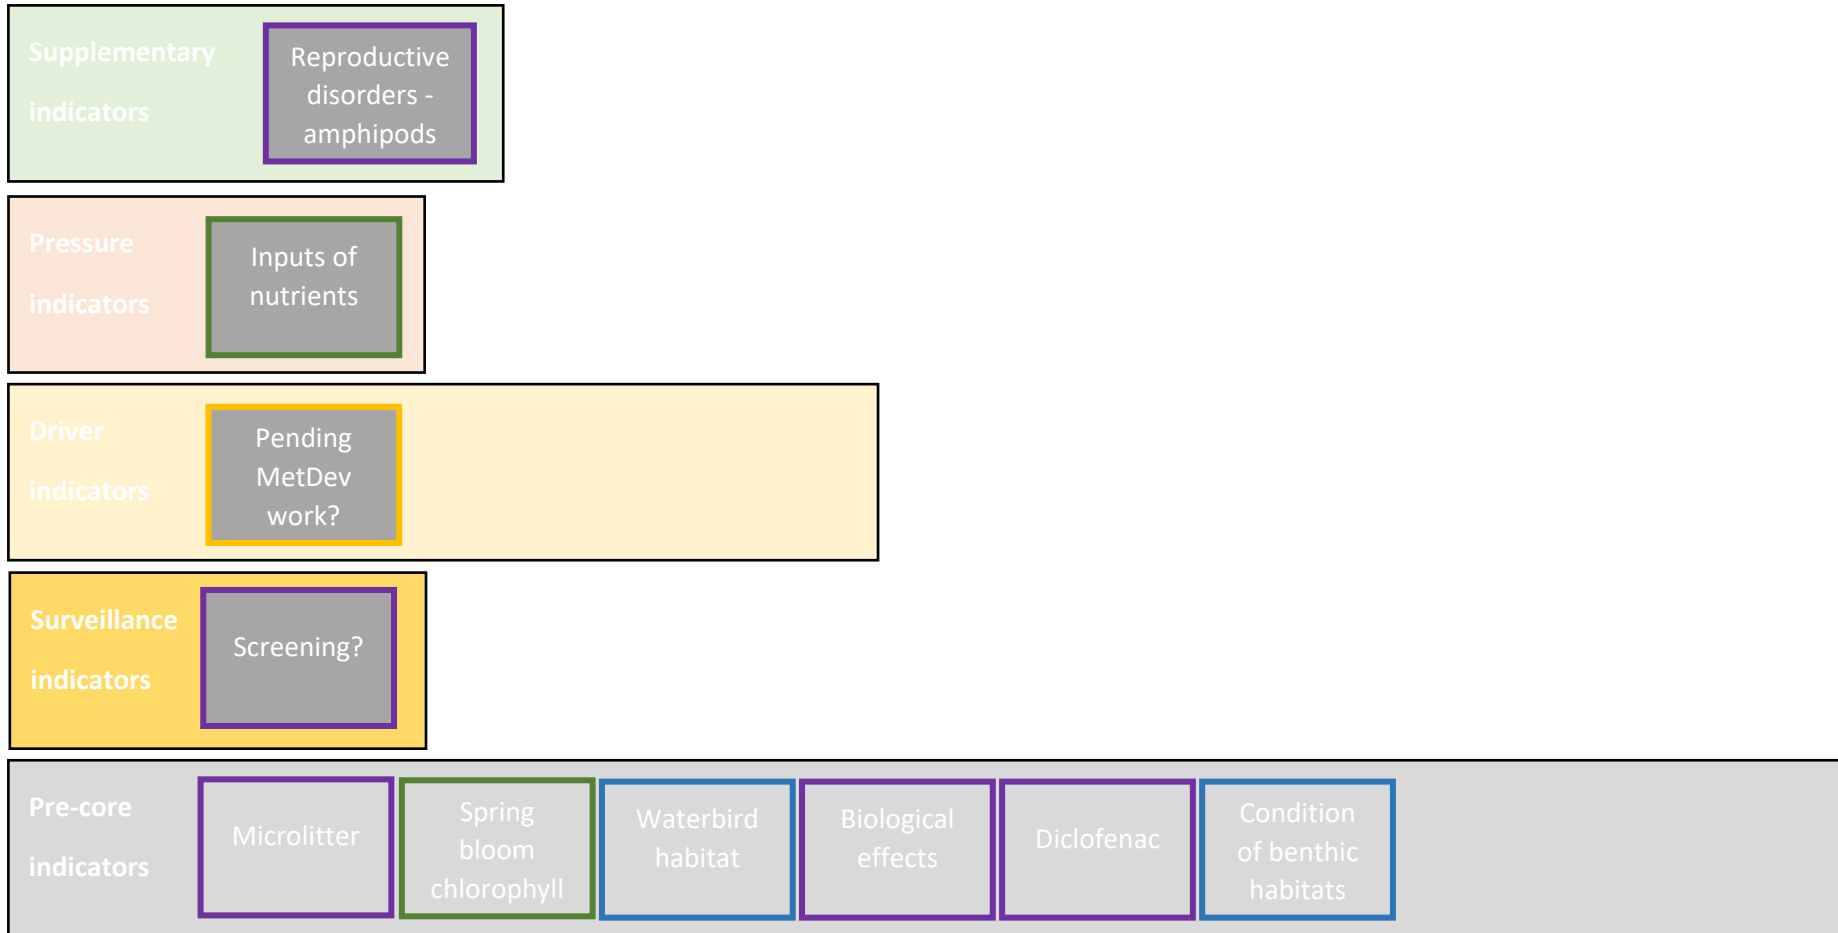 Supplementary
indicators
Reproductive
disorders -
amphipods
Pressure
indicators
Inputs of
nutrients
Driver
indicators
Pending
MetDev
work?
Surveillance
indicators
Screening?
Pre-core
indicators
Microlitter
Spring
bloom
chlorophyll
Waterbird
habitat
Biological
effects
Diclofenac
Condition
of benthic
habitats